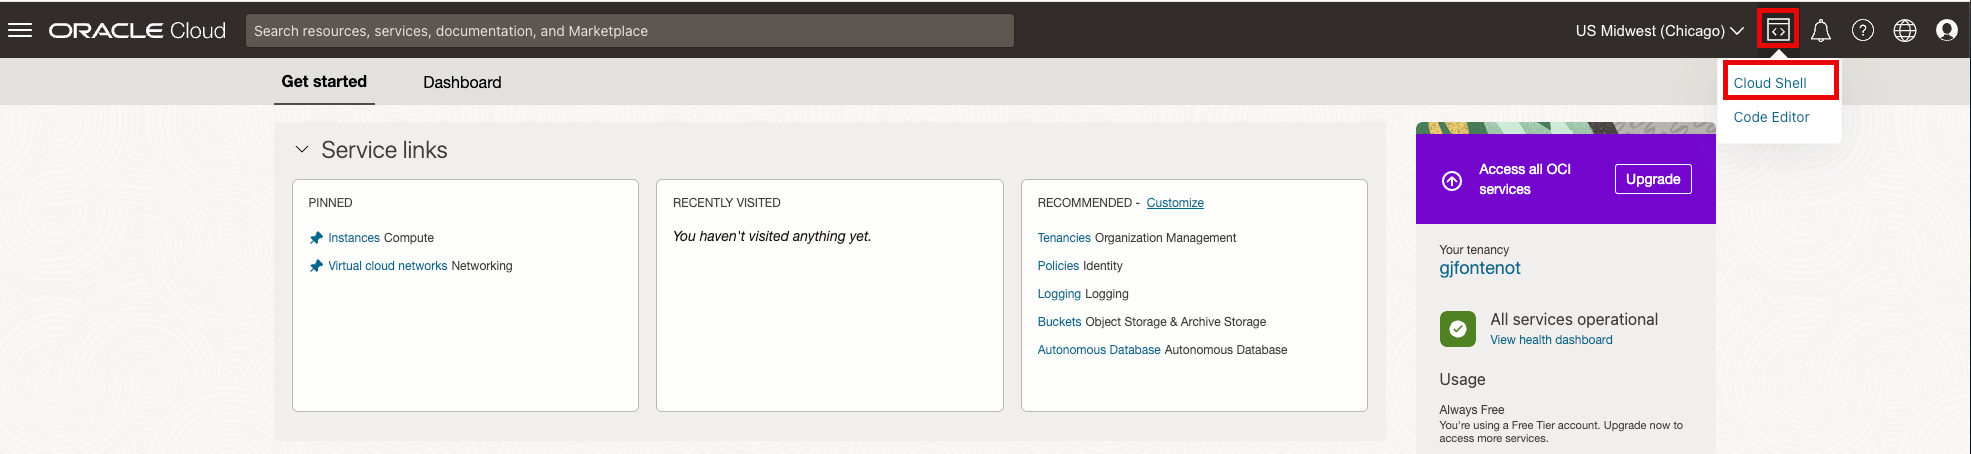 ORACLE Cloud
Search resources, services, documentation, and Marketplace
US Midwest (Chicago)
Cloud Shell
Code Editor
Get started
Dashboard
Service links
PINNED
Instances Compute
Virtual cloud networks Networking
RECENTLY VISITED
You haven't visited anything yet.
RECOMMENDED - Customize
Tenancies Organization Management
Policies Identity
Logging Logging
Buckets Object Storage & Archive Storage
Autonomous Database Autonomous Database
Access all OCI
services
Upgrade
Your tenancy
gjfontenot
All services operational
View health dashboard
Usage
Always Free
You're using a Free Tier account. Upgrade now to
access more services.